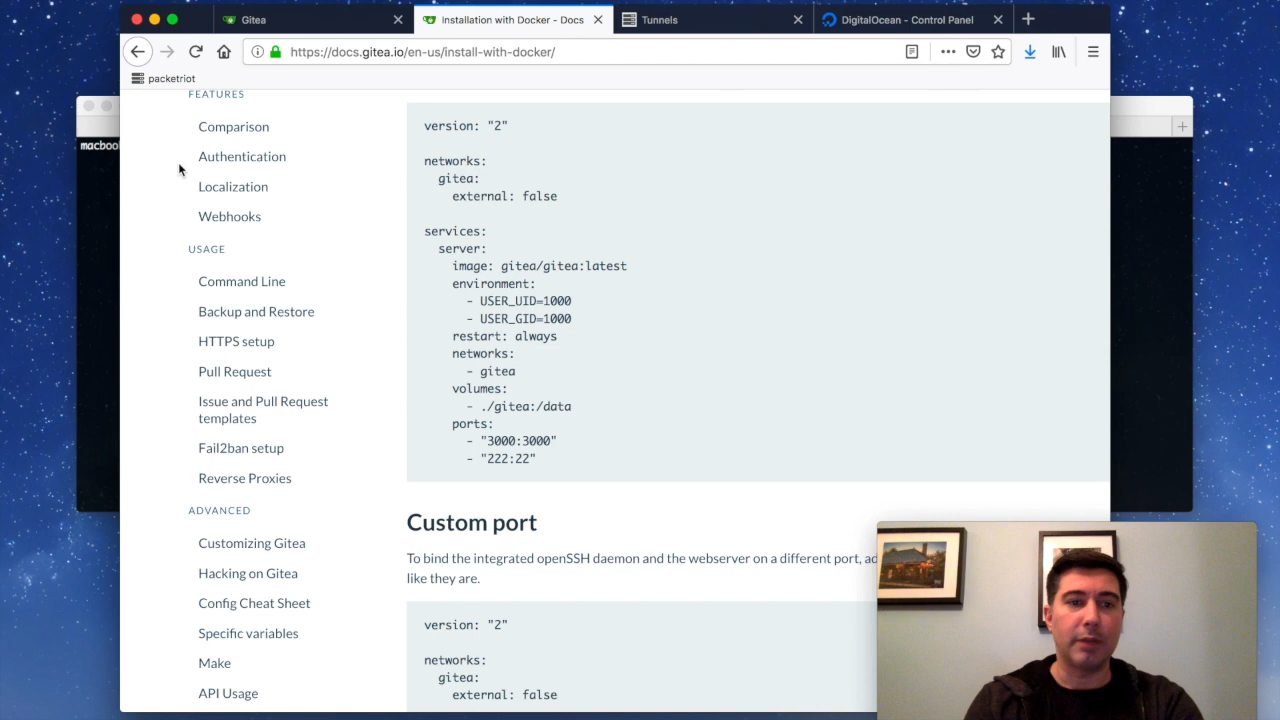 Gitea
Installation with Docker - Docs
Tunnels
DigitalOcean - Control Panel
https://docs.gitea.io/en-us/install-with-docker/
packetriot
macboo
FEATURES
Comparison
Authentication
Localization
Webhooks
USAGE
Command Line
Backup and Restore
HTTPS setup
Pull Request
Issue and Pull Request
templates
Fail2ban setup
Reverse Proxies
ADVANCED
Customizing Gitea
Hacking on Gitea
Config Cheat Sheet
Specific variables
Make
API Usage
version: "2"
networks:
gitea:
external: false
services:
server:
image: gitea/gitea:latest
environment:
- USER_UID=1000
- USER_GID=1000
restart: always
networks:
- gitea
volumes:
- ./gitea:/data
ports:
- "3000:3000"
- "222:22"
Custom port
To bind the integrated openSSH daemon and the webserver on a different port, ad
like they are.
version: "2"
networks:
gitea:
external: false